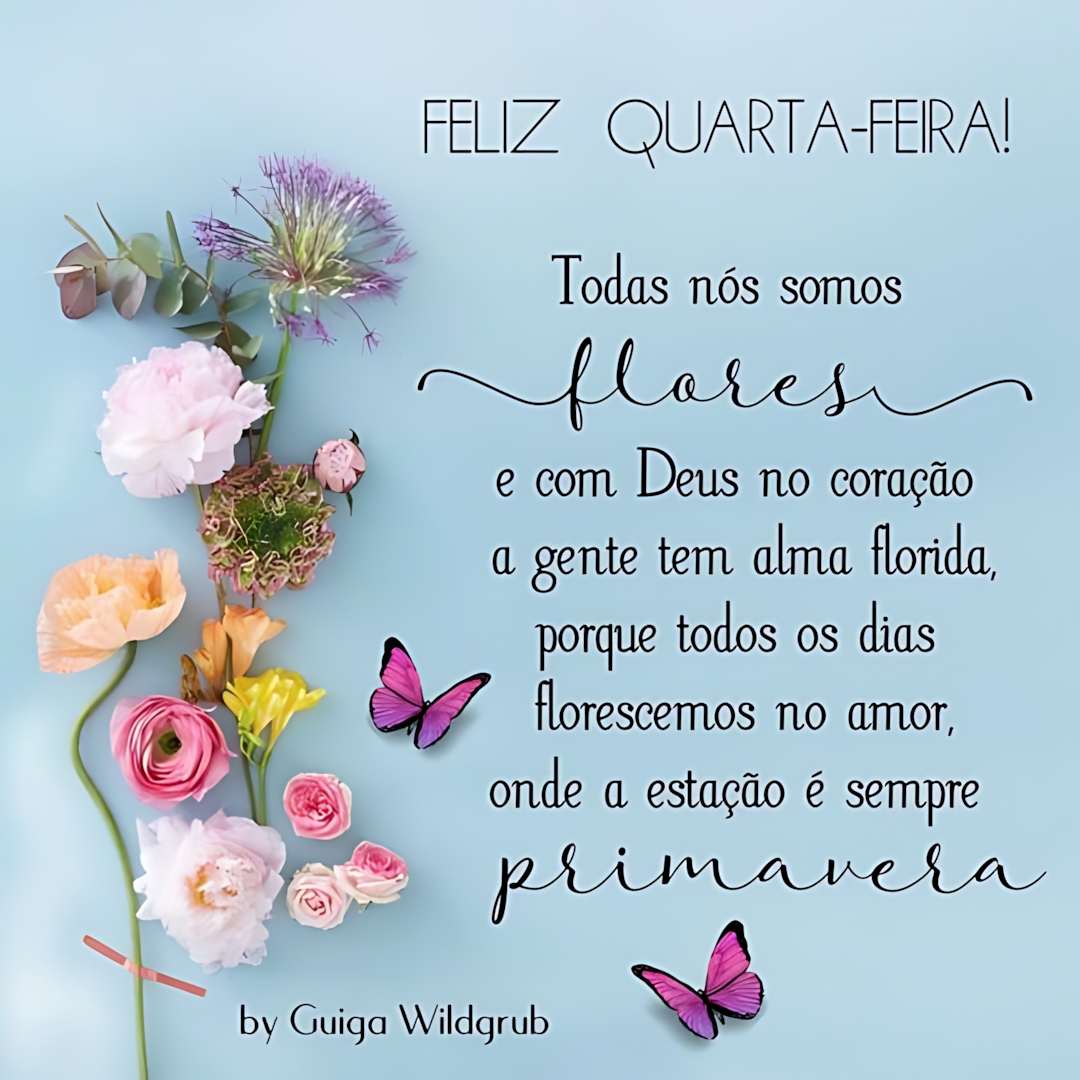 FELIZ QUARTA-FEIRA!
Todas nós somos
flores
e com Deus no coração
a gente tem alma florida,
porque todos os dias
florescemos no amor,
onde a estação é sempre
primavera
by Guiga Wildgrub